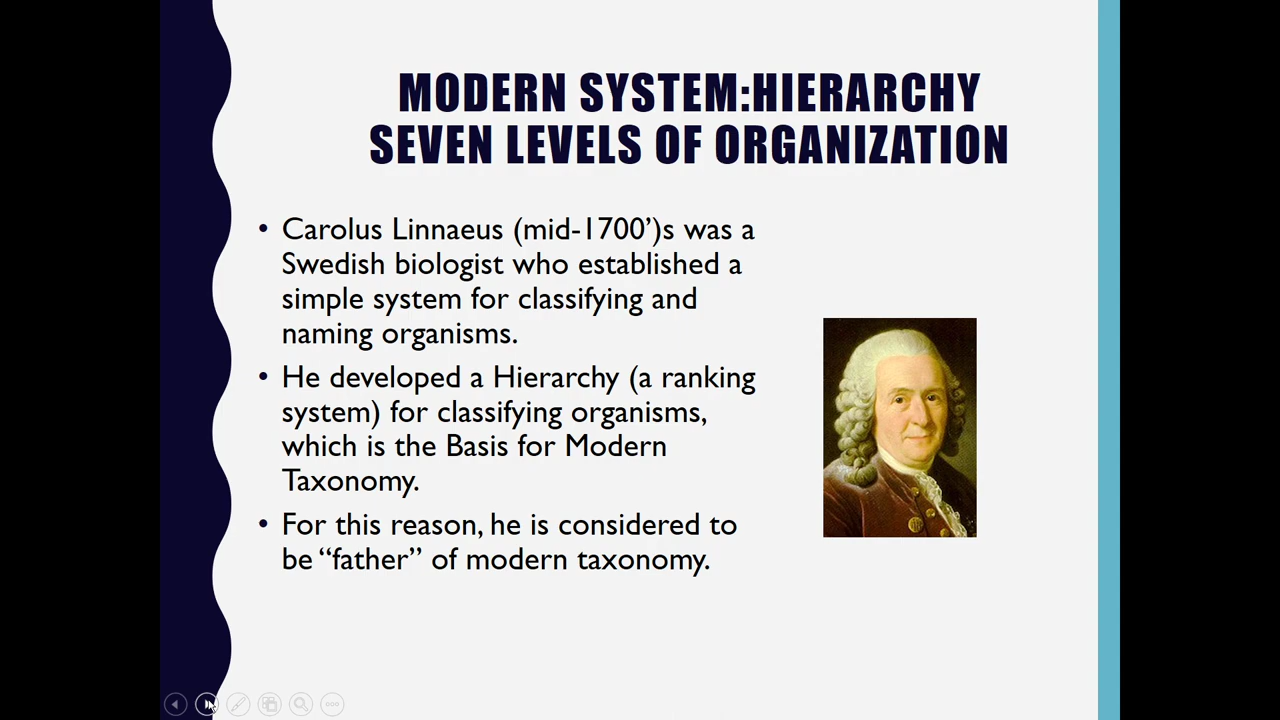 MODERN SYSTEM:HIERARCHY
SEVEN LEVELS OF ORGANIZATION
• Carolus Linnaeus (mid-1700’)s was a
Swedish biologist who established a
simple system for classifying and
naming organisms.
• He developed a Hierarchy (a ranking
system) for classifying organisms,
which is the Basis for Modern
Taxonomy.
• For this reason, he is considered to
be “father” of modern taxonomy.